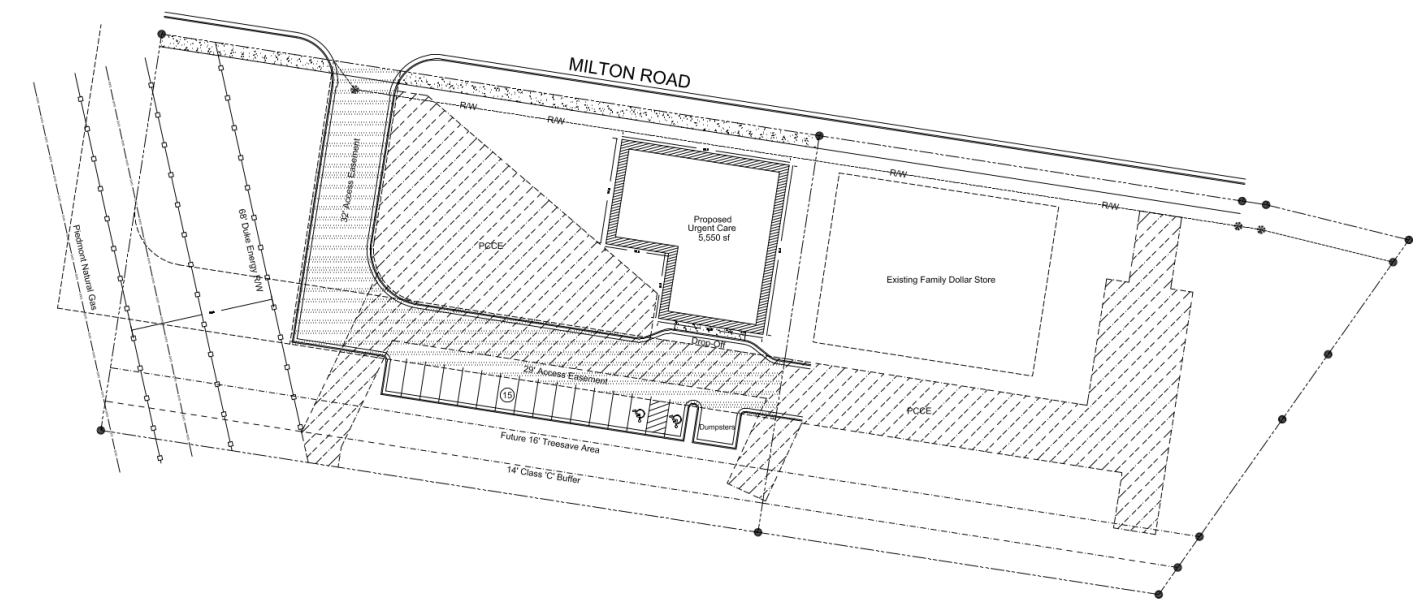 MILTON ROAD
R/W
R/W
R/W
R/W
32' Access Easement
68' Duke Energy R/W
Piedmont Natural Gas
PCCE
Proposed
Urgent Care
5,550 sf
Existing Family Dollar Store
Drop-Off
29' Access Easement
15
PCCE
Dumpsters
Future 16' Treesave Area
14' Class 'C' Buffer